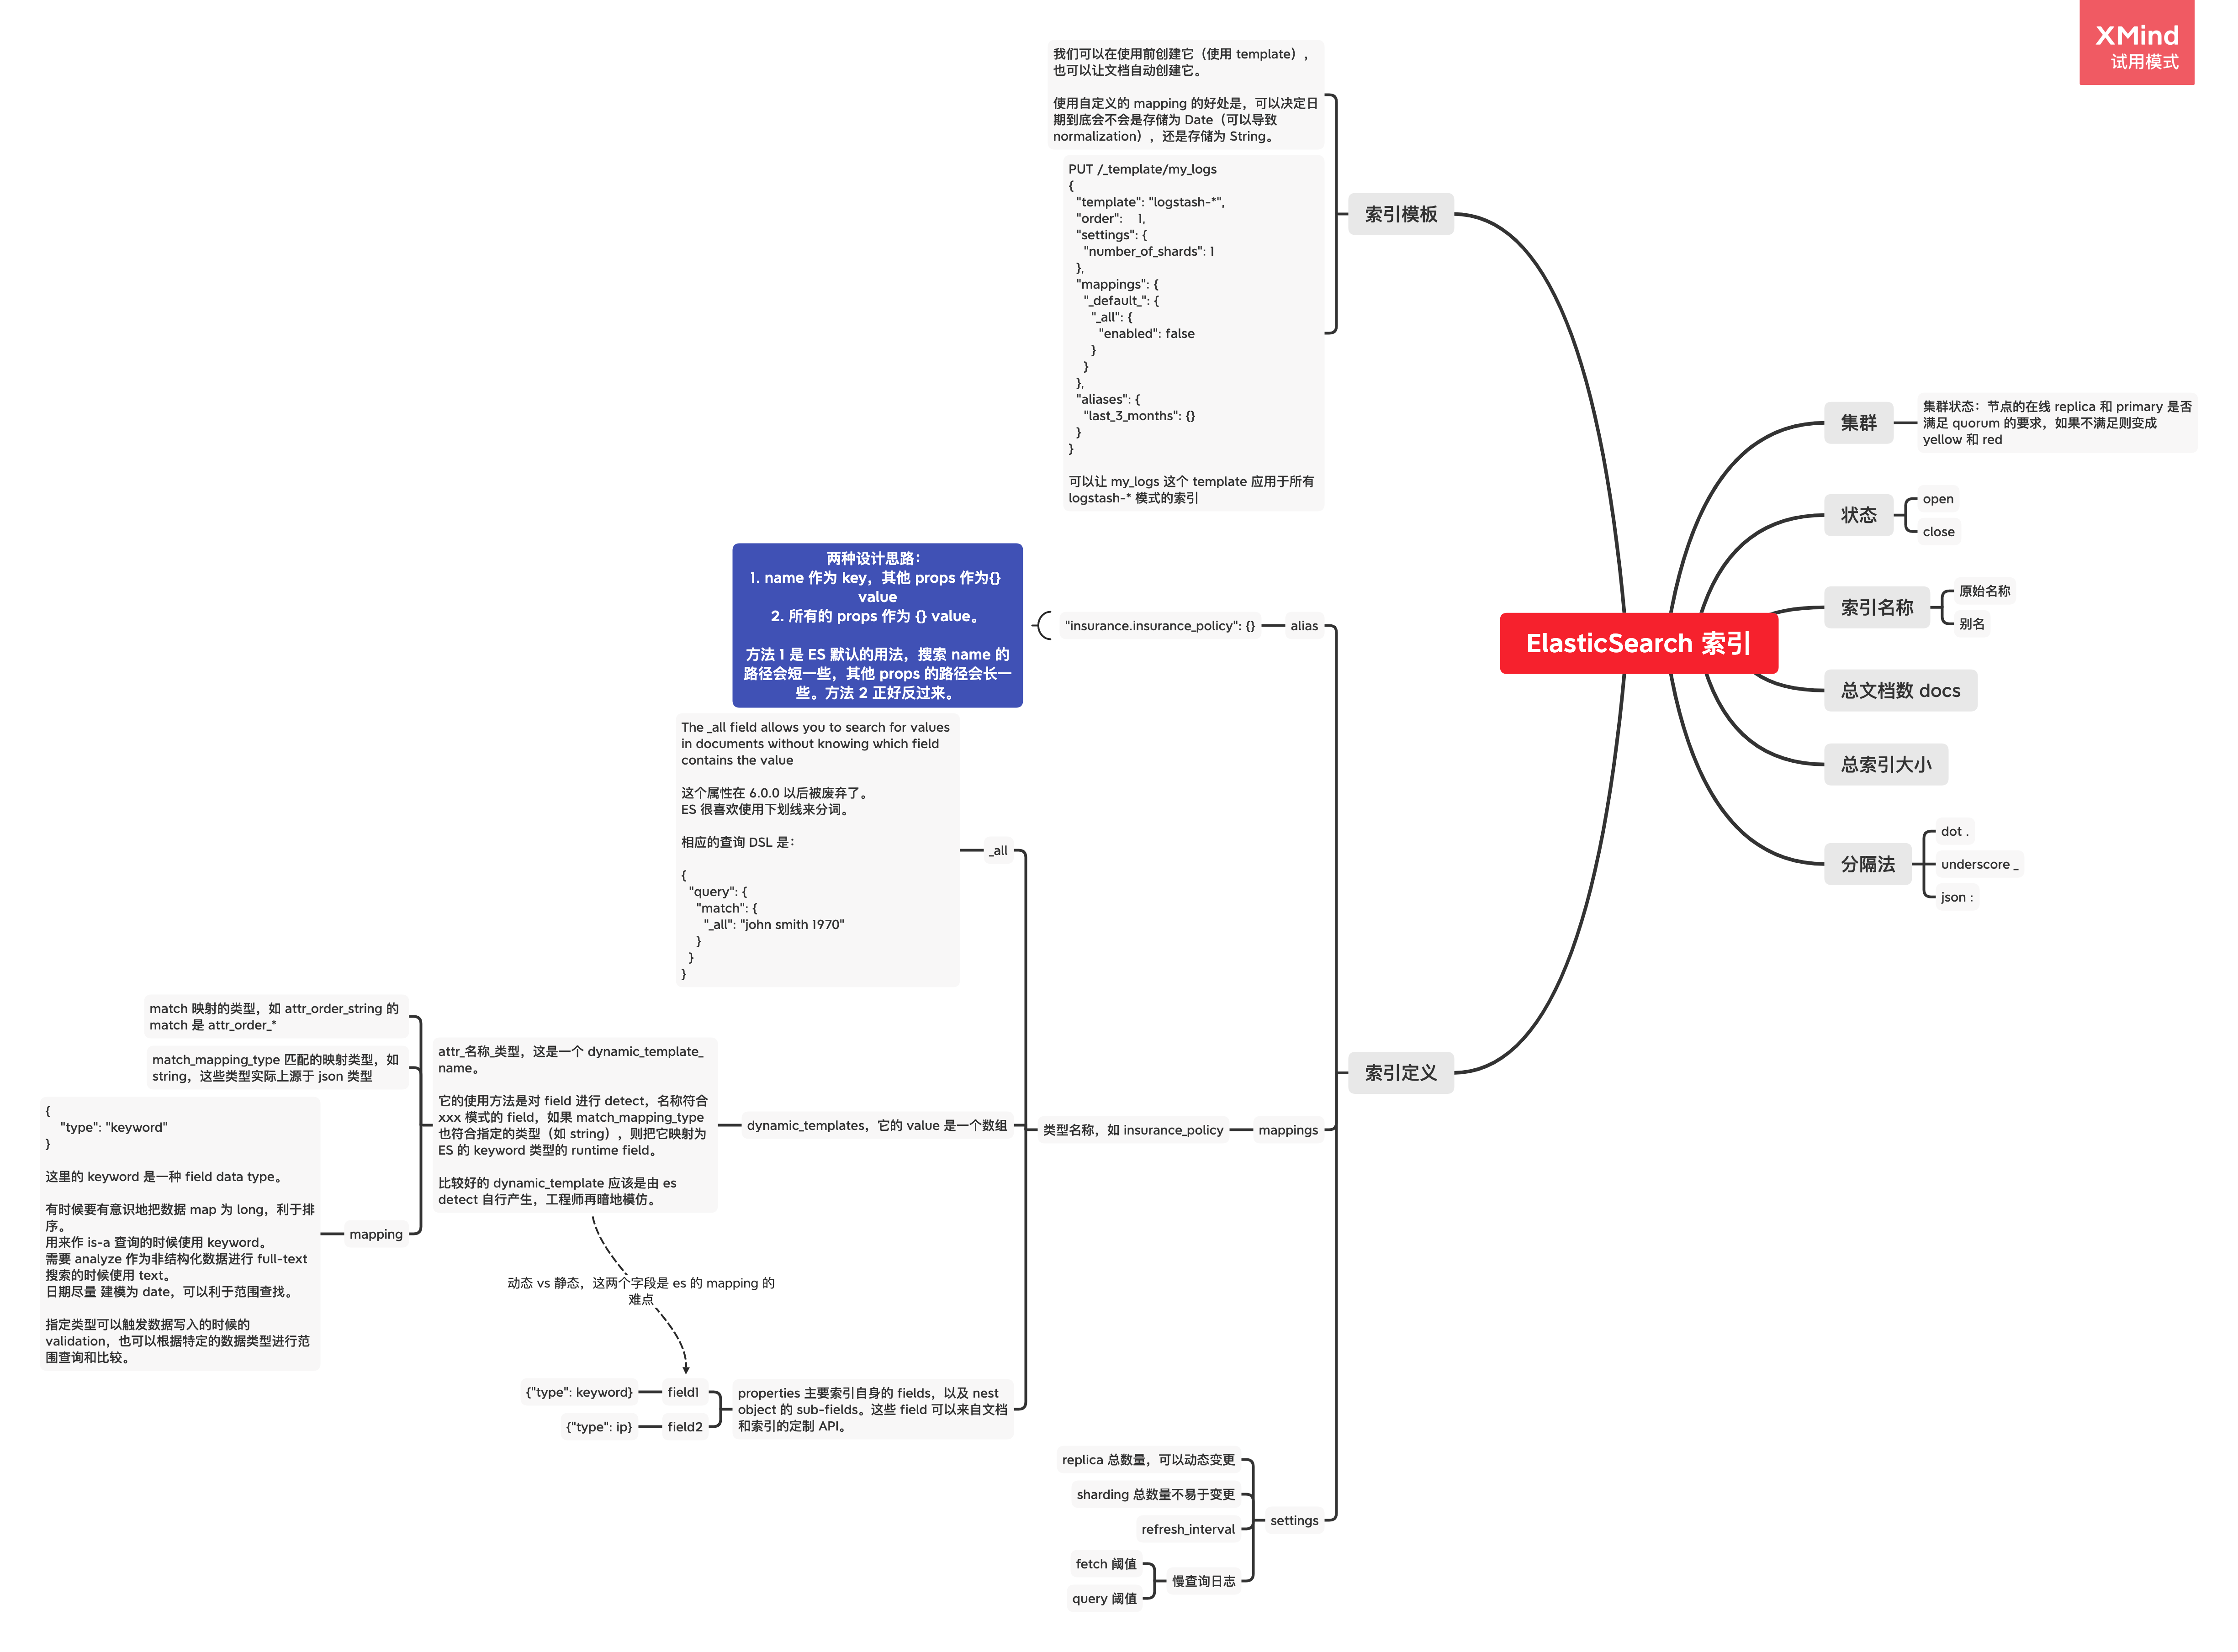 XMind
试用模式
ElasticSearch 索引
集群
集群状态：节点的在线 replica 和 primary 是否
满足 quorum 的要求，如果不满足则变成
yellow 和 red
状态
open
close
索引名称
原始名称
别名
总文档数 docs
总索引大小
分隔法
dot .
underscore _
json :
索引模板
我们可以在使用前创建它（使用 template），
也可以让文档自动创建它。
使用自定义的 mapping 的好处是，可以决定日
期到底会不会是存储为 Date（可以导致
normalization），还是存储为 String。
PUT /_template/my_logs
{
"template": "logstash-*",
"order": 1,
"settings": {
"number_of_shards": 1
},
"mappings": {
"_default_": {
"_all": {
"enabled": false
}
}
},
"aliases": {
"last_3_months": {}
}
}
可以让 my_logs 这个 template 应用于所有
logstash-* 模式的索引
索引定义
alias
"insurance.insurance_policy": {}
两种设计思路：
1. name 作为 key，其他 props 作为{}
value
2. 所有的 props 作为 {} value。
方法 1 是 ES 默认的用法，搜索 name 的
路径会短一些，其他 props 的路径会长一
些。方法 2 正好反过来。
mappings
类型名称，如 insurance_policy
_all
The _all field allows you to search for values
in documents without knowing which field
contains the value
这个属性在 6.0.0 以后被废弃了。
ES 很喜欢使用下划线来分词。
相应的查询 DSL 是：
{
"query": {
"match": {
"_all": "john smith 1970"
}
}
}
dynamic_templates，它的 value 是一个数组
attr_名称_类型，这是一个 dynamic_template_
name。
它的使用方法是对 field 进行 detect，名称符合
xxx 模式的 field，如果 match_mapping_type
也符合指定的类型（如 string），则把它映射为
ES 的 keyword 类型的 runtime field。
比较好的 dynamic_template 应该是由 es
detect 自行产生，工程师再暗地模仿。
match 映射的类型，如 attr_order_string 的
match 是 attr_order_*
match_mapping_type 匹配的映射类型，如
string，这些类型实际上源于 json 类型
mapping
{
"type": "keyword"
}
这里的 keyword 是一种 field data type。
有时候要有意识地把数据 map 为 long，利于排
序。
用来作 is-a 查询的时候使用 keyword。
需要 analyze 作为非结构化数据进行 full-text
搜索的时候使用 text。
日期尽量 建模为 date，可以利于范围查找。
指定类型可以触发数据写入的时候的
validation，也可以根据特定的数据类型进行范
围查询和比较。
动态 vs 静态，这两个字段是 es 的 mapping 的
难点
properties 主要索引自身的 fields，以及 nest
object 的 sub-fields。这些 field 可以来自文档
和索引的定制 API。
field1
{"type": keyword}
field2
{"type": ip}
settings
replica 总数量，可以动态变更
sharding 总数量不易于变更
refresh_interval
慢查询日志
fetch 阈值
query 阈值